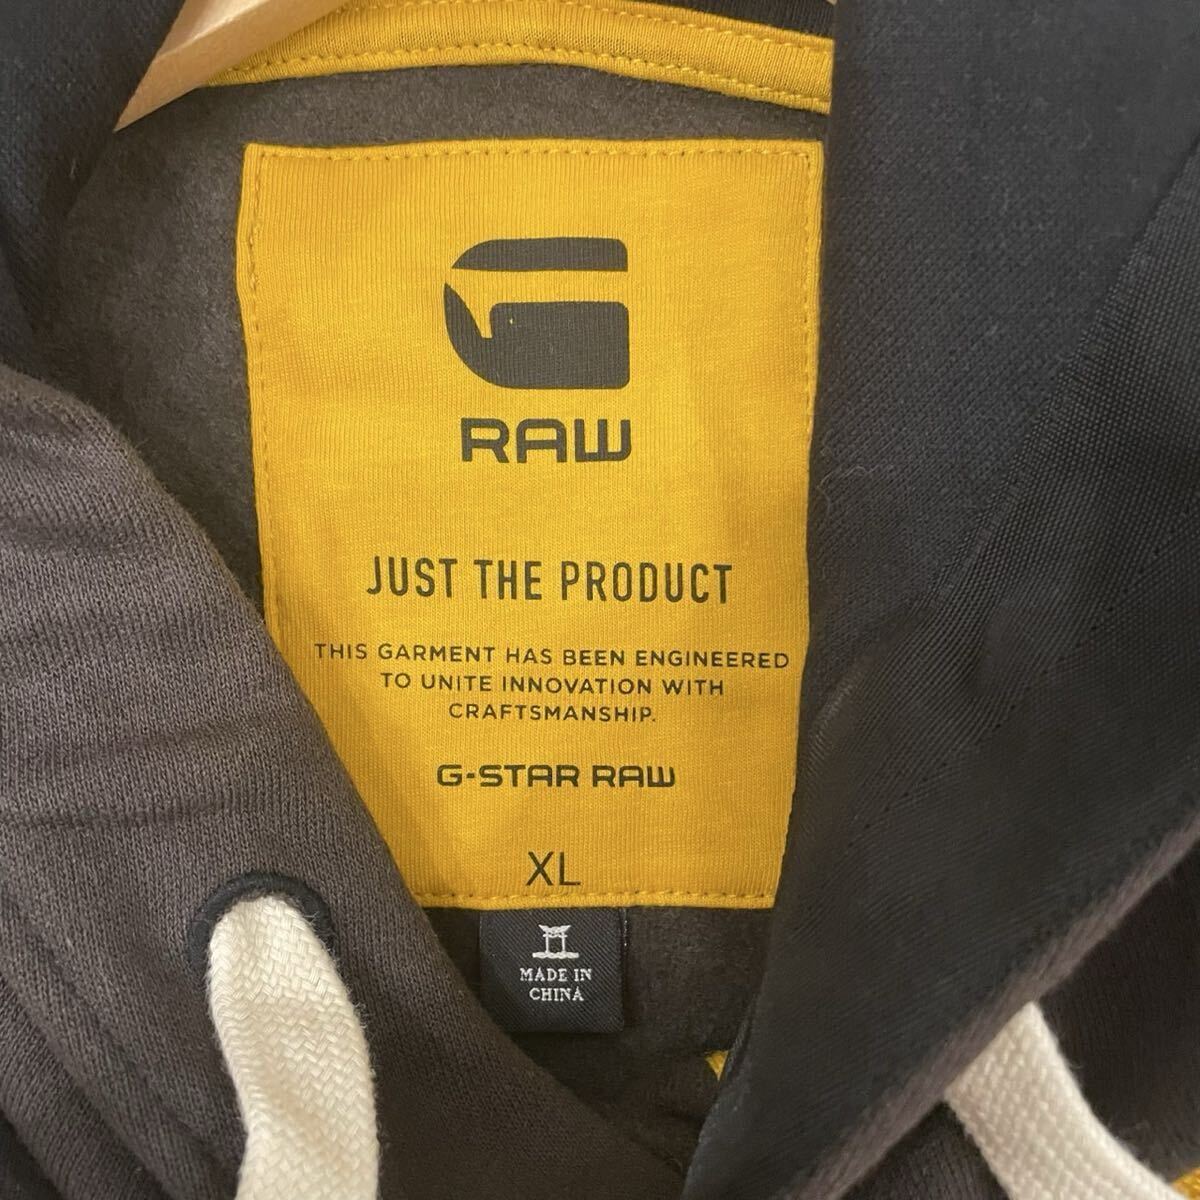 RAW
JUST THE PRODUCT
THIS GARMENT HAS BEEN ENGINEERED
TO UNITE INNOVATION WITH
CRAFTSMANSHIP.
G-STAR RAW
XL
MADE IN
CHINA